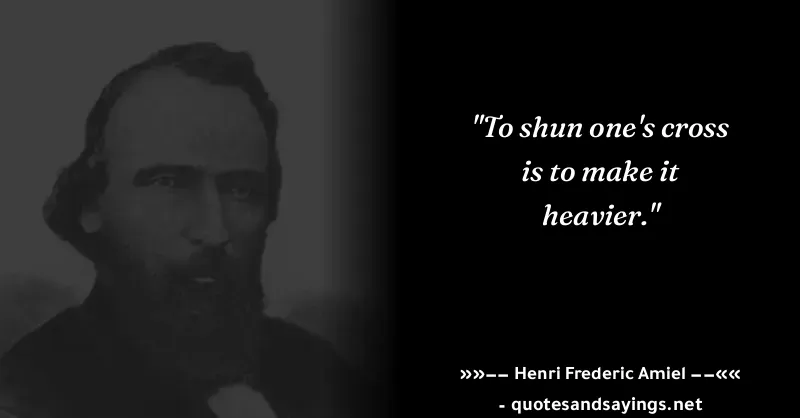 "To shun one's cross
is to make it
heavier."
»»−− Henri Frederic Amiel −−««
- quotesandsayings.net